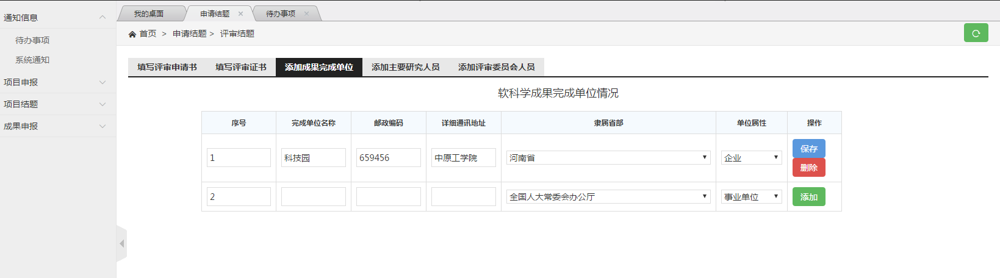 通知信息
待办事项
系统通知
项目申报
项目结题
成果申报
我的桌面 申请结题 × 待办事项 ×
首页 > 申请结题 > 评审结题
填写评审申请书 填写评审证书 添加成果完成单位 添加主要研究人员 添加评审委员会人员
软科学成果完成单位情况
序号 完成单位名称 邮政编码 详细通讯地址 隶属省部 单位属性 操作
1 科技园 659456 中原工学院 河南省 企业 保存
删除
2 全国人大常委会办公厅 事业单位 添加